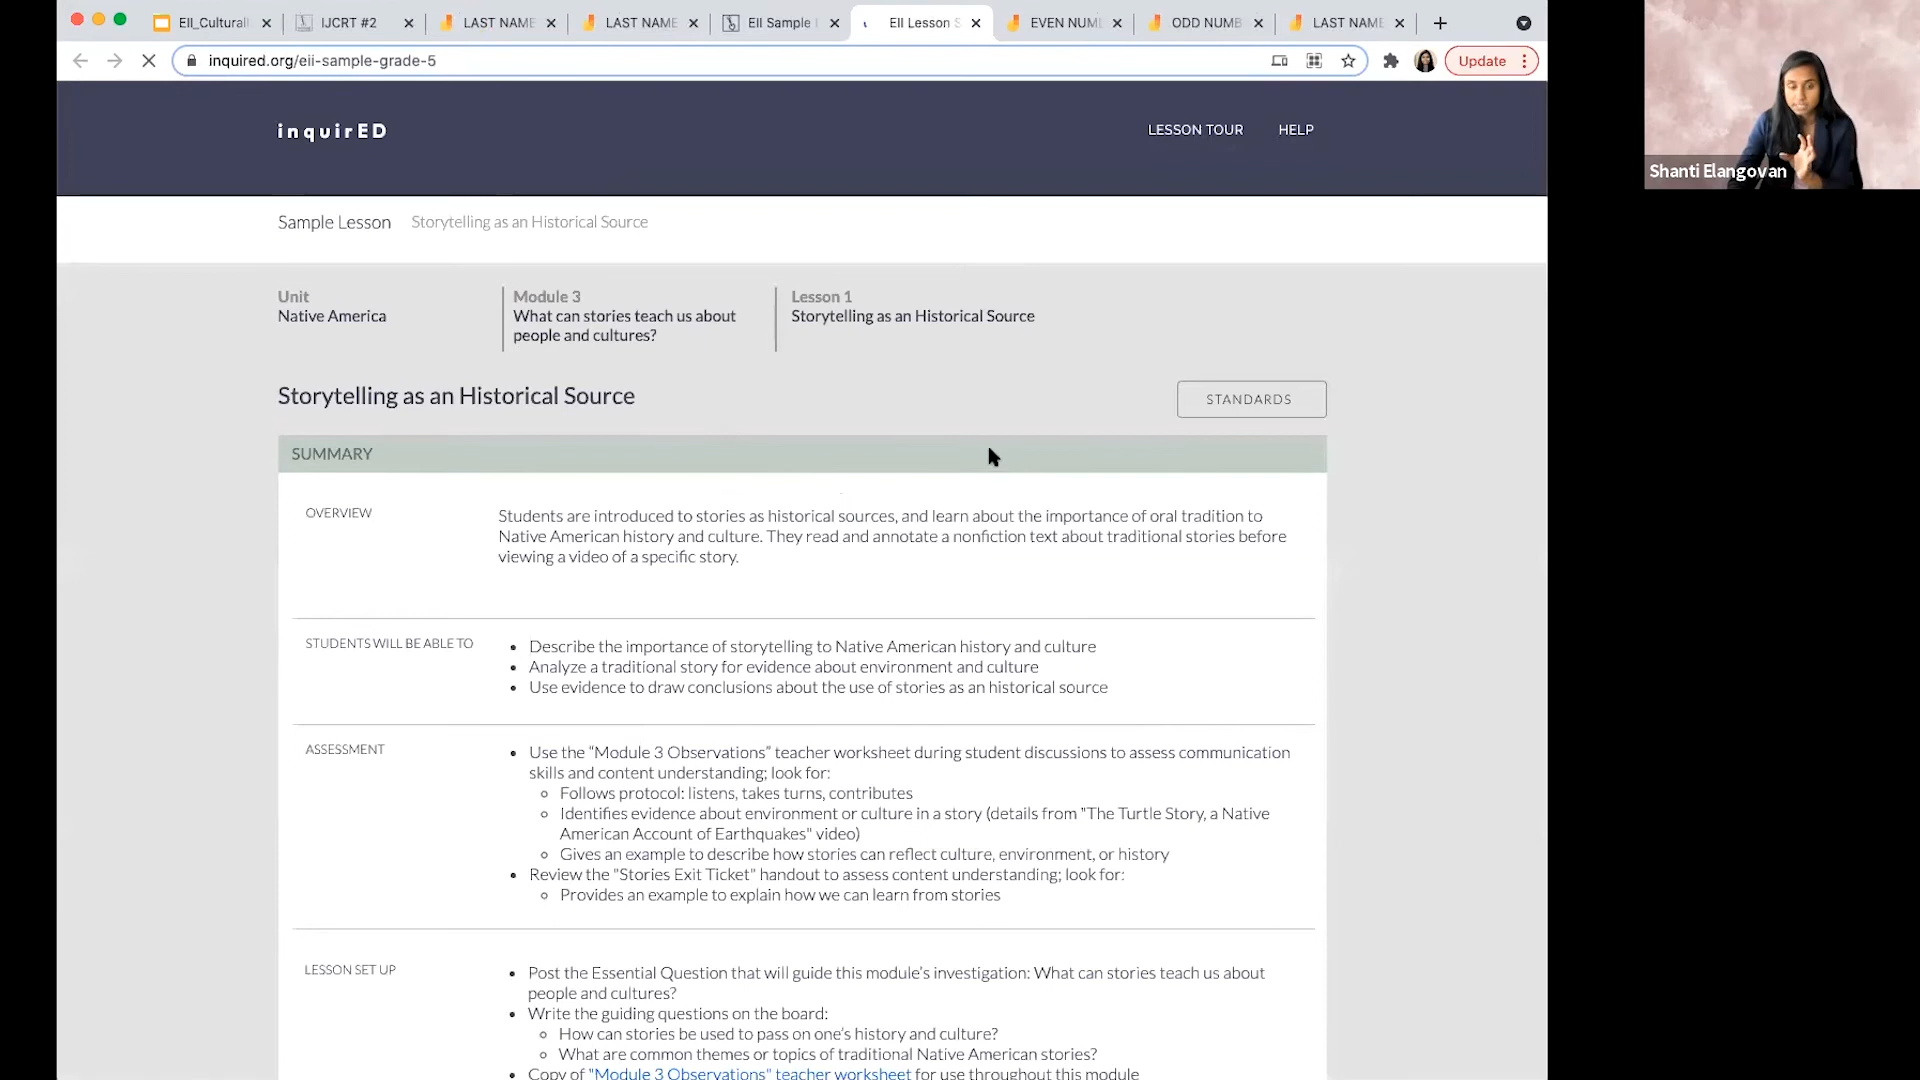 EII_Cultural
IJCRT #2
LAST NAME
LAST NAME
EII Sample
EII Lesson S
EVEN NUM
ODD NUMB
LAST NAME
inquired.org/eii-sample-grade-5
Update
inquirED
LESSON TOUR
HELP
Sample Lesson
Storytelling as an Historical Source
Unit
Native America
Module 3
What can stories teach us about
people and cultures?
Lesson 1
Storytelling as an Historical Source
Storytelling as an Historical Source
STANDARDS
SUMMARY
OVERVIEW
Students are introduced to stories as historical sources, and learn about the importance of oral tradition to
Native American history and culture. They read and annotate a nonfiction text about traditional stories before
viewing a video of a specific story.
STUDENTS WILL BE ABLE TO
• Describe the importance of storytelling to Native American history and culture
• Analyze a traditional story for evidence about environment and culture
• Use evidence to draw conclusions about the use of stories as an historical source
ASSESSMENT
• Use the “Module 3 Observations” teacher worksheet during student discussions to assess communication
skills and content understanding; look for:
○ Follows protocol: listens, takes turns, contributes
○ Identifies evidence about environment or culture in a story (details from "The Turtle Story, a Native
American Account of Earthquakes" video)
○ Gives an example to describe how stories can reflect culture, environment, or history
• Review the "Stories Exit Ticket" handout to assess content understanding; look for:
○ Provides an example to explain how we can learn from stories
LESSON SET UP
• Post the Essential Question that will guide this module’s investigation: What can stories teach us about
people and cultures?
• Write the guiding questions on the board:
○ How can stories be used to pass on one’s history and culture?
○ What are common themes or topics of traditional Native American stories?
• Copy of "Module 3 Observations" teacher worksheet for use throughout this module
Shanti Elangovan